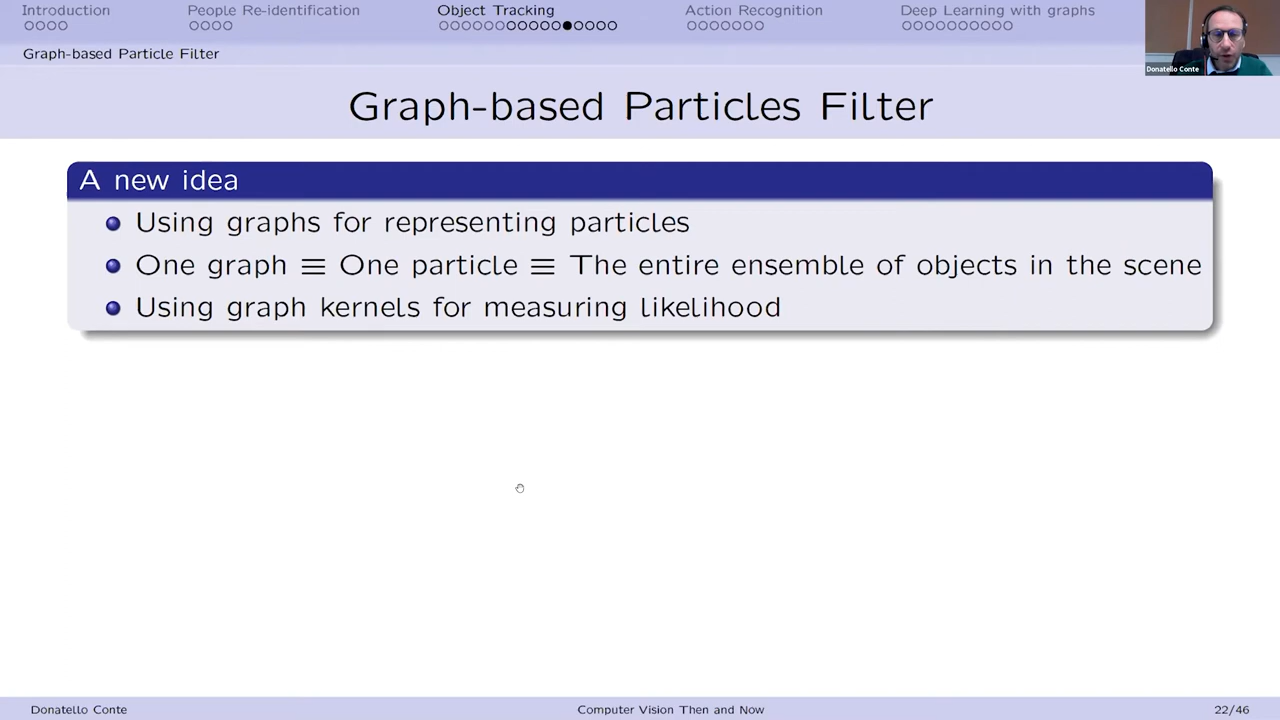 Introduction
People Re-identification
Object Tracking
Action Recognition
Deep Learning with graphs
Graph-based Particle Filter
Donatello Conte
Graph-based Particles Filter
A new idea
Using graphs for representing particles
One graph ≡ One particle ≡ The entire ensemble of objects in the scene
Using graph kernels for measuring likelihood
Donatello Conte
Computer Vision Then and Now
22/46